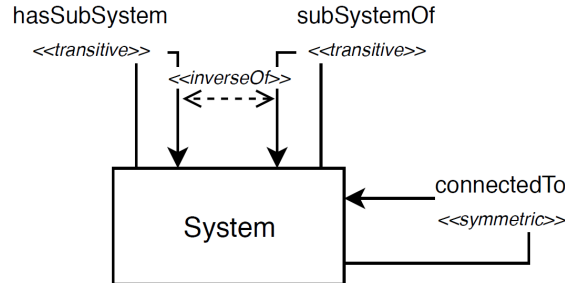 hasSubSystem
subSystemOf
<<transitive>>
<<transitive>>
<<inverseOf>>
connectedTo
System
<<symmetric>>